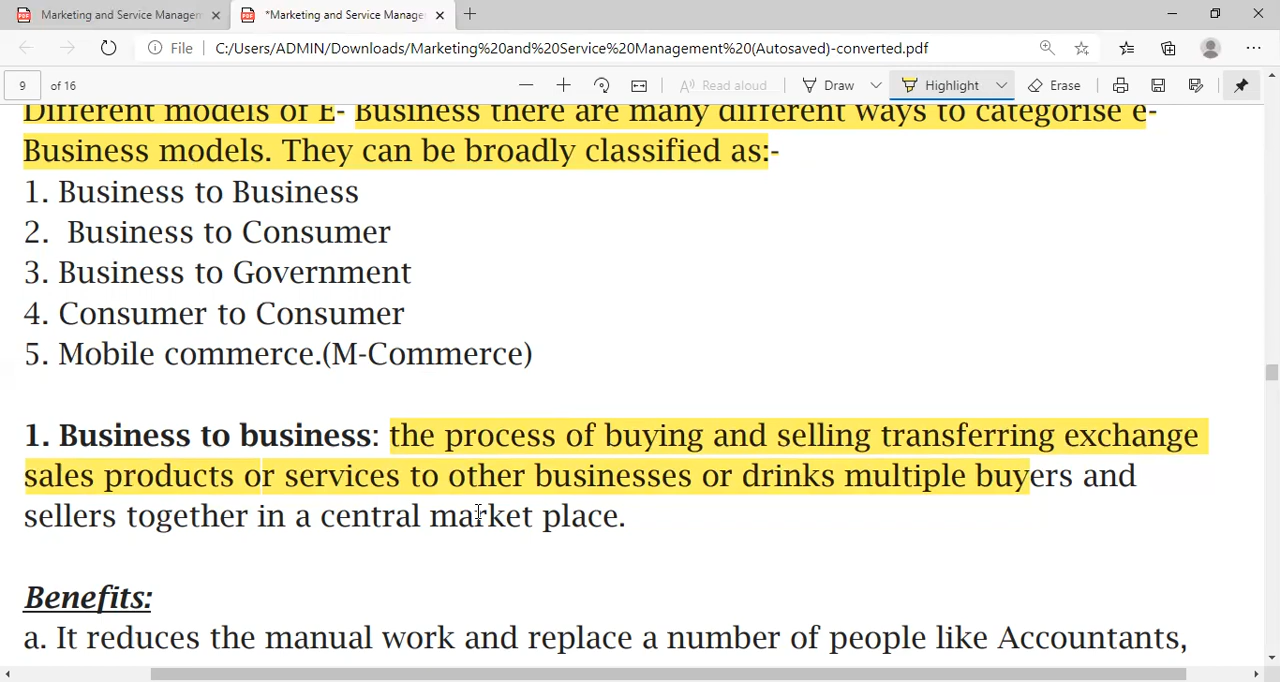 Marketing and Service Managem
*Marketing and Service Manage
File
C:/Users/ADMIN/Downloads/Marketing%20and%20Service%20Management%20(Autosaved)-converted.pdf
9 of 16
Read aloud
Draw
Highlight
Erase
Different models of E- Business there are many different ways to categorise e-
Business models. They can be broadly classified as:-
1. Business to Business
2. Business to Consumer
3. Business to Government
4. Consumer to Consumer
5. Mobile commerce.(M-Commerce)
1. Business to business: the process of buying and selling transferring exchange
sales products or services to other businesses or drinks multiple buyers and
sellers together in a central market place.
Benefits:
a. It reduces the manual work and replace a number of people like Accountants,